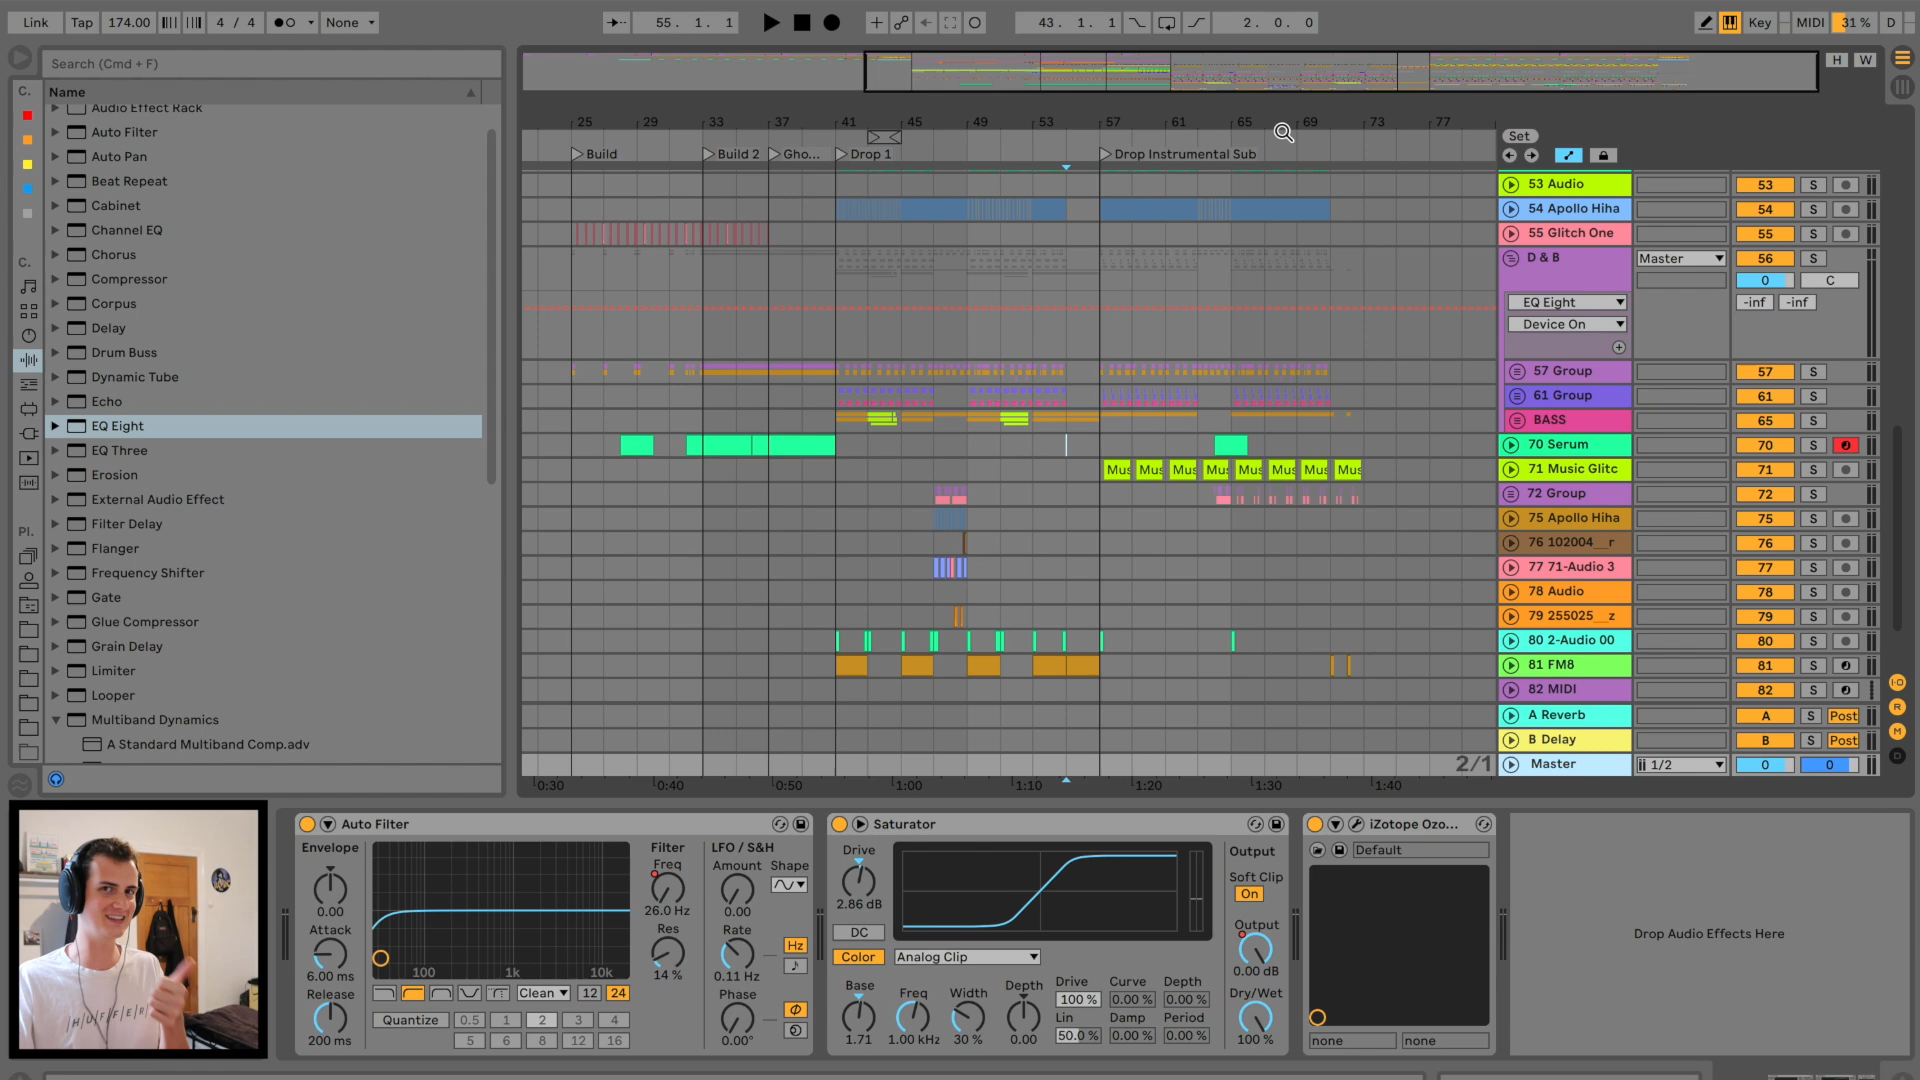 Link Tap 174.00 4 / 4 None 55. 1. 1 43. 1. 1 2. 0. 0 Key MIDI 31 % D
Search (Cmd + F)
H W
C. Name
Audio Effect Rack
Auto Filter
Auto Pan
Beat Repeat
Cabinet
Channel EQ
C. Chorus
Compressor
Corpus
Delay
Drum Buss
Dynamic Tube
Echo
EQ Eight
EQ Three
Erosion
External Audio Effect
Pl. Filter Delay
Flanger
Frequency Shifter
Gate
Glue Compressor
Grain Delay
Limiter
Looper
Multiband Dynamics
A Standard Multiband Comp.adv
25 29 33 37 41 45 49 53 57 61 65 69 73 77
Set
Build Build 2 Gho... Drop 1 Drop Instrumental Sub
53 Audio 53 S
54 Apollo Hiha 54 S
55 Glitch One 55 S
D & B Master 56 S
0 C
EQ Eight -inf -inf
Device On
57 Group 57 S
61 Group 61 S
BASS 65 S
70 Serum 70 S
Mus Mus Mus Mus Mus Mus Mus Mus 71 Music Glitc 71 S
72 Group 72 S
75 Apollo Hiha 75 S
76 102004__r 76 S
77 71-Audio 3 77 S
78 Audio 78 S
79 255025__z 79 S
80 2-Audio 00 80 S
81 FM8 81 S
82 MIDI 82 S
A Reverb A S Post
B Delay B S Post
2/1 Master 1/2 0 0
I·O
R
M
D
0:30 0:40 0:50 1:00 1:10 1:20 1:30 1:40
Auto Filter
Envelope
0.00
Attack
6.00 ms
Release
200 ms
100 1k 10k
Clean 12 24
Quantize 0.5 1 2 3 4
5 6 8 12 16
Filter
Freq
26.0 Hz
Res
14 %
LFO / S&H
Amount Shape
0.00
Rate
Hz
0.11 Hz
Phase
0.00°
Saturator
Drive
2.86 dB
DC
Color Analog Clip
Base Freq Width Depth
1.71 1.00 kHz 30 % 0.00
Drive Curve Depth
100 % 0.00 % 0.00 %
Lin Damp Period
50.0 % 0.00 % 0.00 %
Output
Soft Clip
On
Output
0.00 dB
Dry/Wet
100 %
iZotope Ozo...
Default
none none
Drop Audio Effects Here
HUFFER